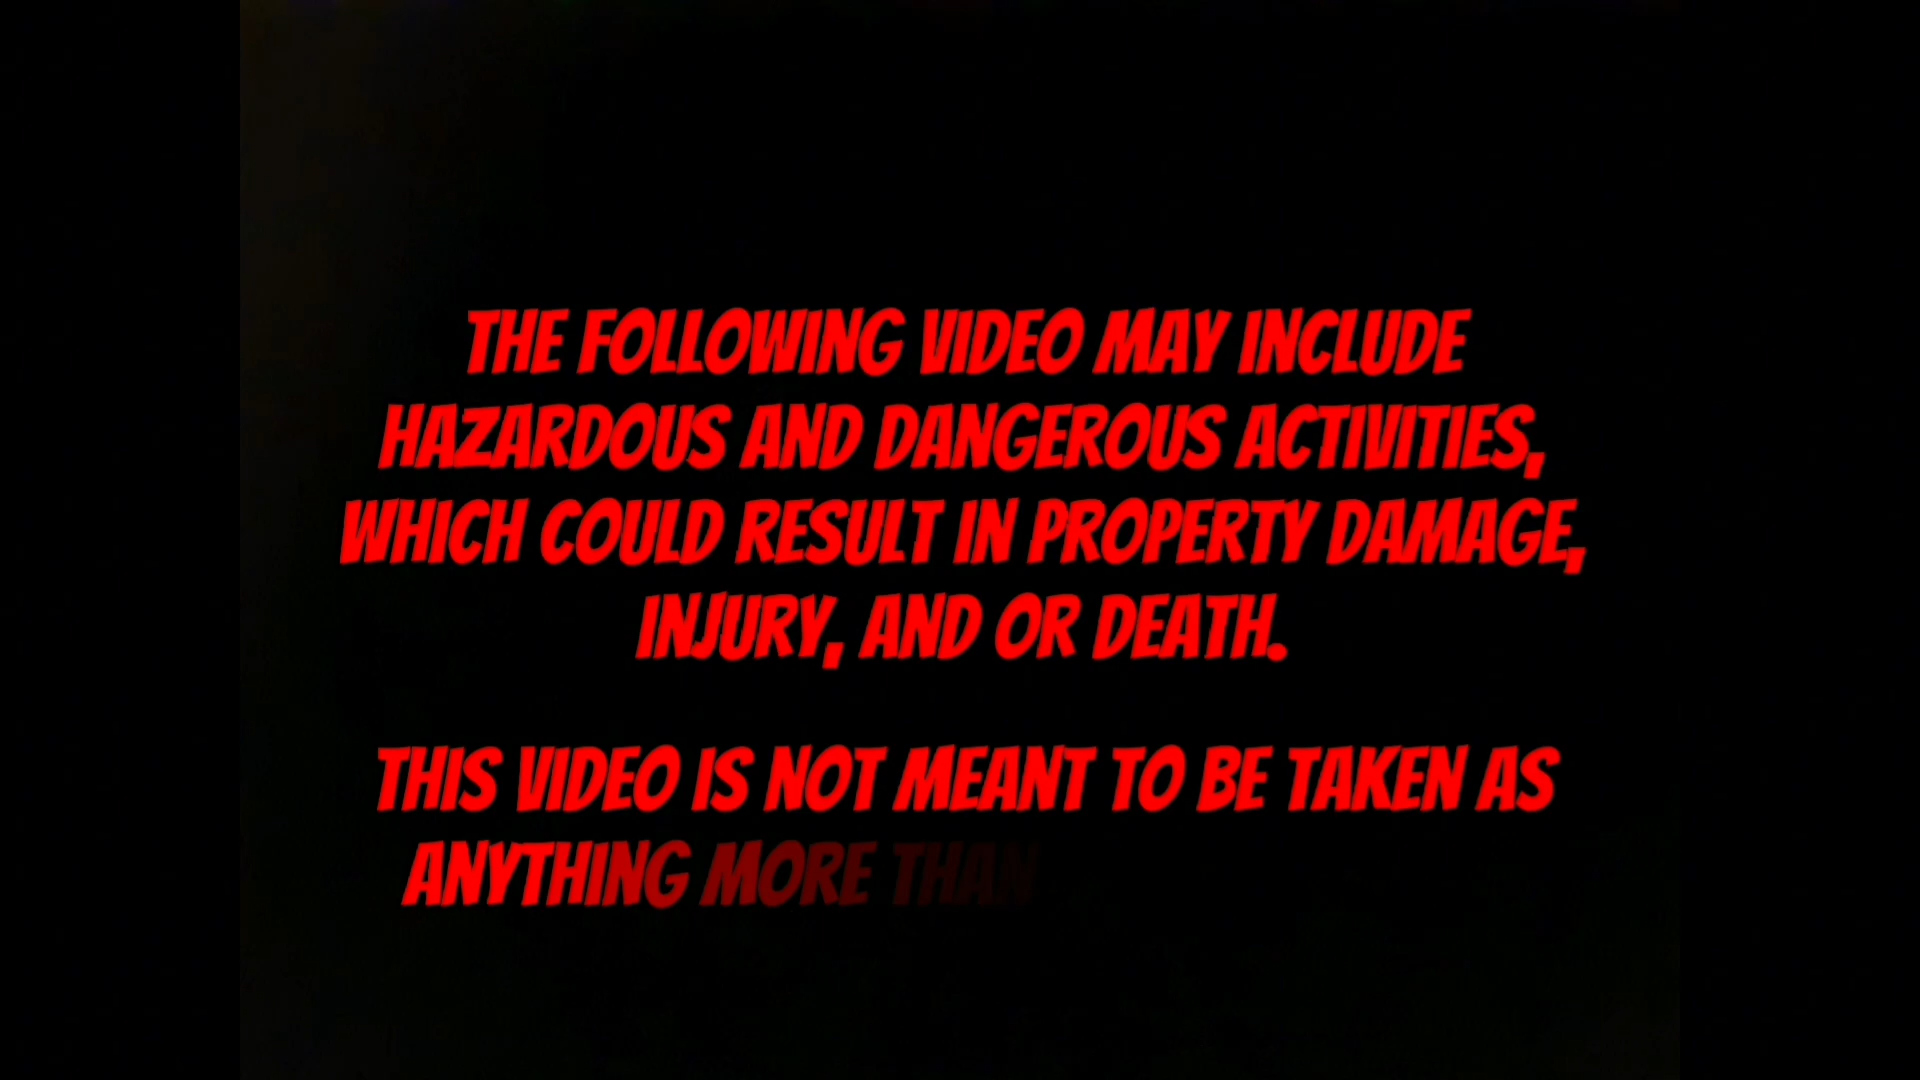 THE FOLLOWING VIDEO MAY INCLUDE
HAZARDOUS AND DANGEROUS ACTIVITIES,
WHICH COULD RESULT IN PROPERTY DAMAGE,
INJURY, AND OR DEATH.
THIS VIDEO IS NOT MEANT TO BE TAKEN AS
ANYTHING MORE THAN